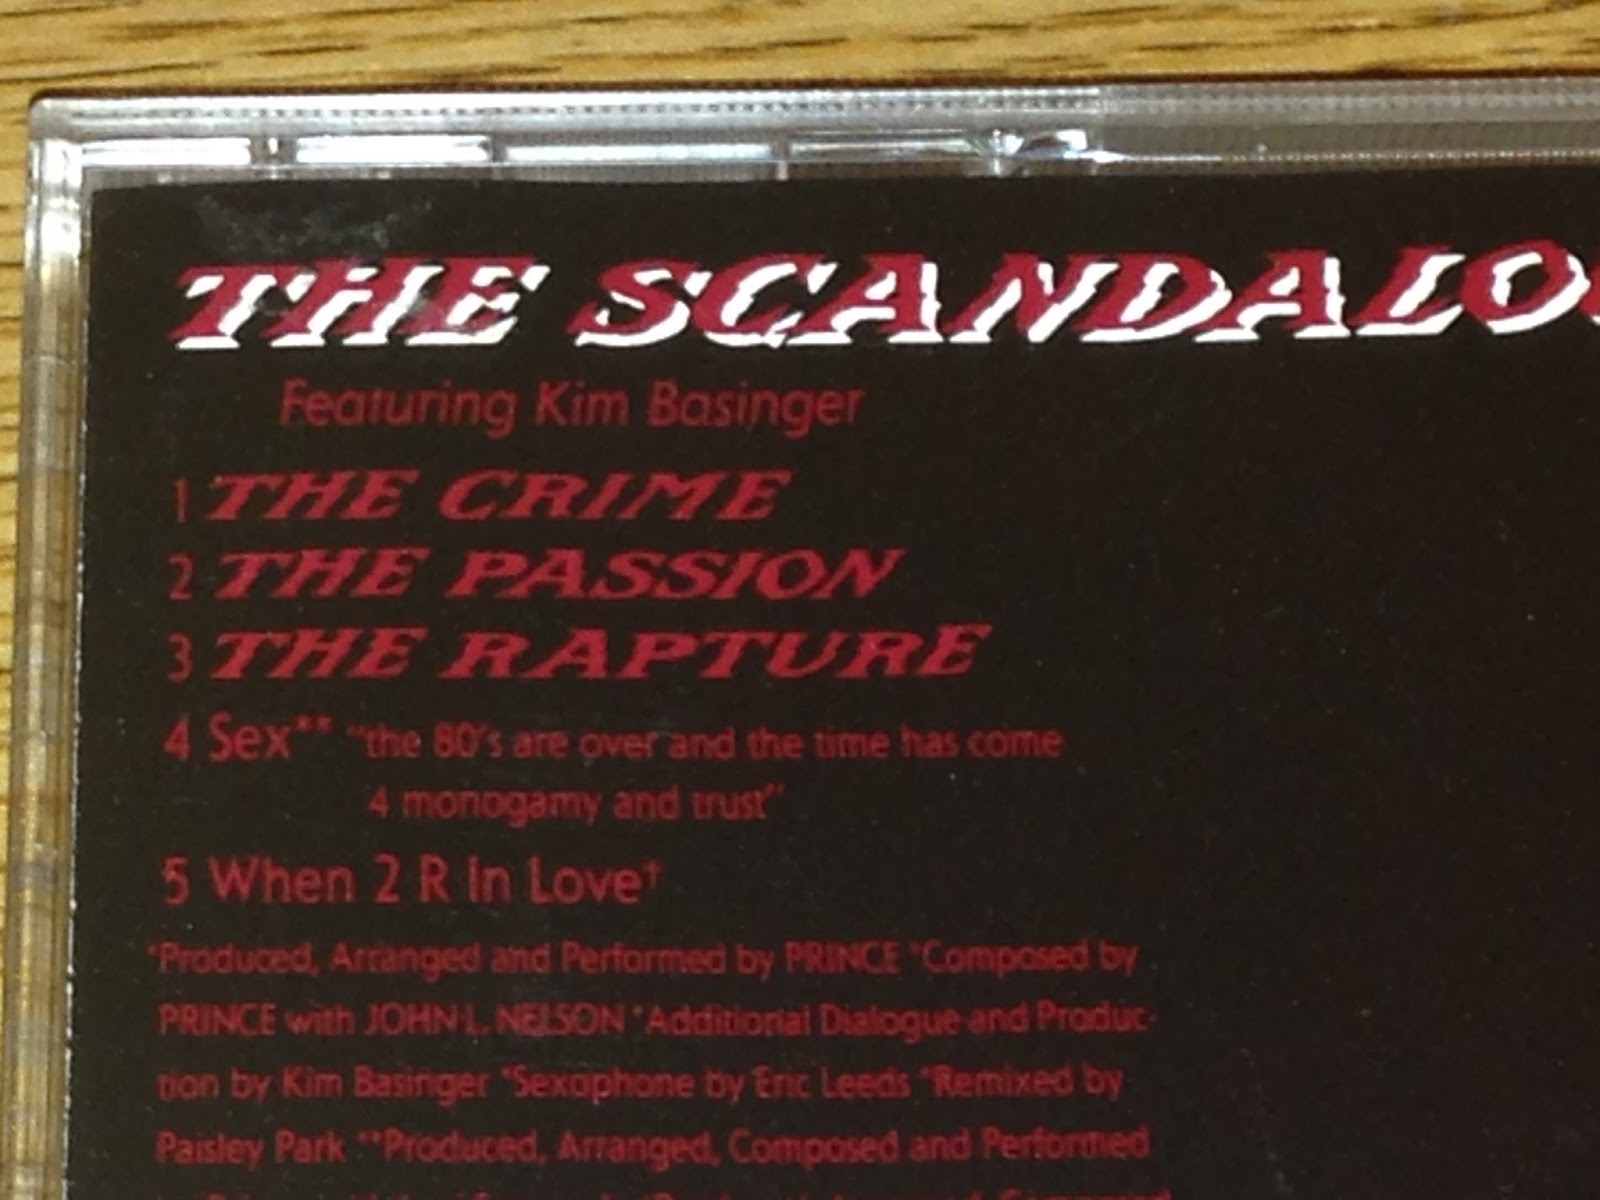 THE SCANDALO
Featuring Kim Basinger
1 THE CRIME
2 THE PASSION
3 THE RAPTURE
4 Sex** "the 80's are over and the time has come
4 monogamy and trust"
5 When 2 R In Love†
*Produced, Arranged and Performed by PRINCE *Composed by
PRINCE with JOHN L. NELSON *Additional Dialogue and Produc-
tion by Kim Basinger *Sexaphone by Eric Leeds *Remixed by
Paisley Park **Produced, Arranged, Composed and Performed